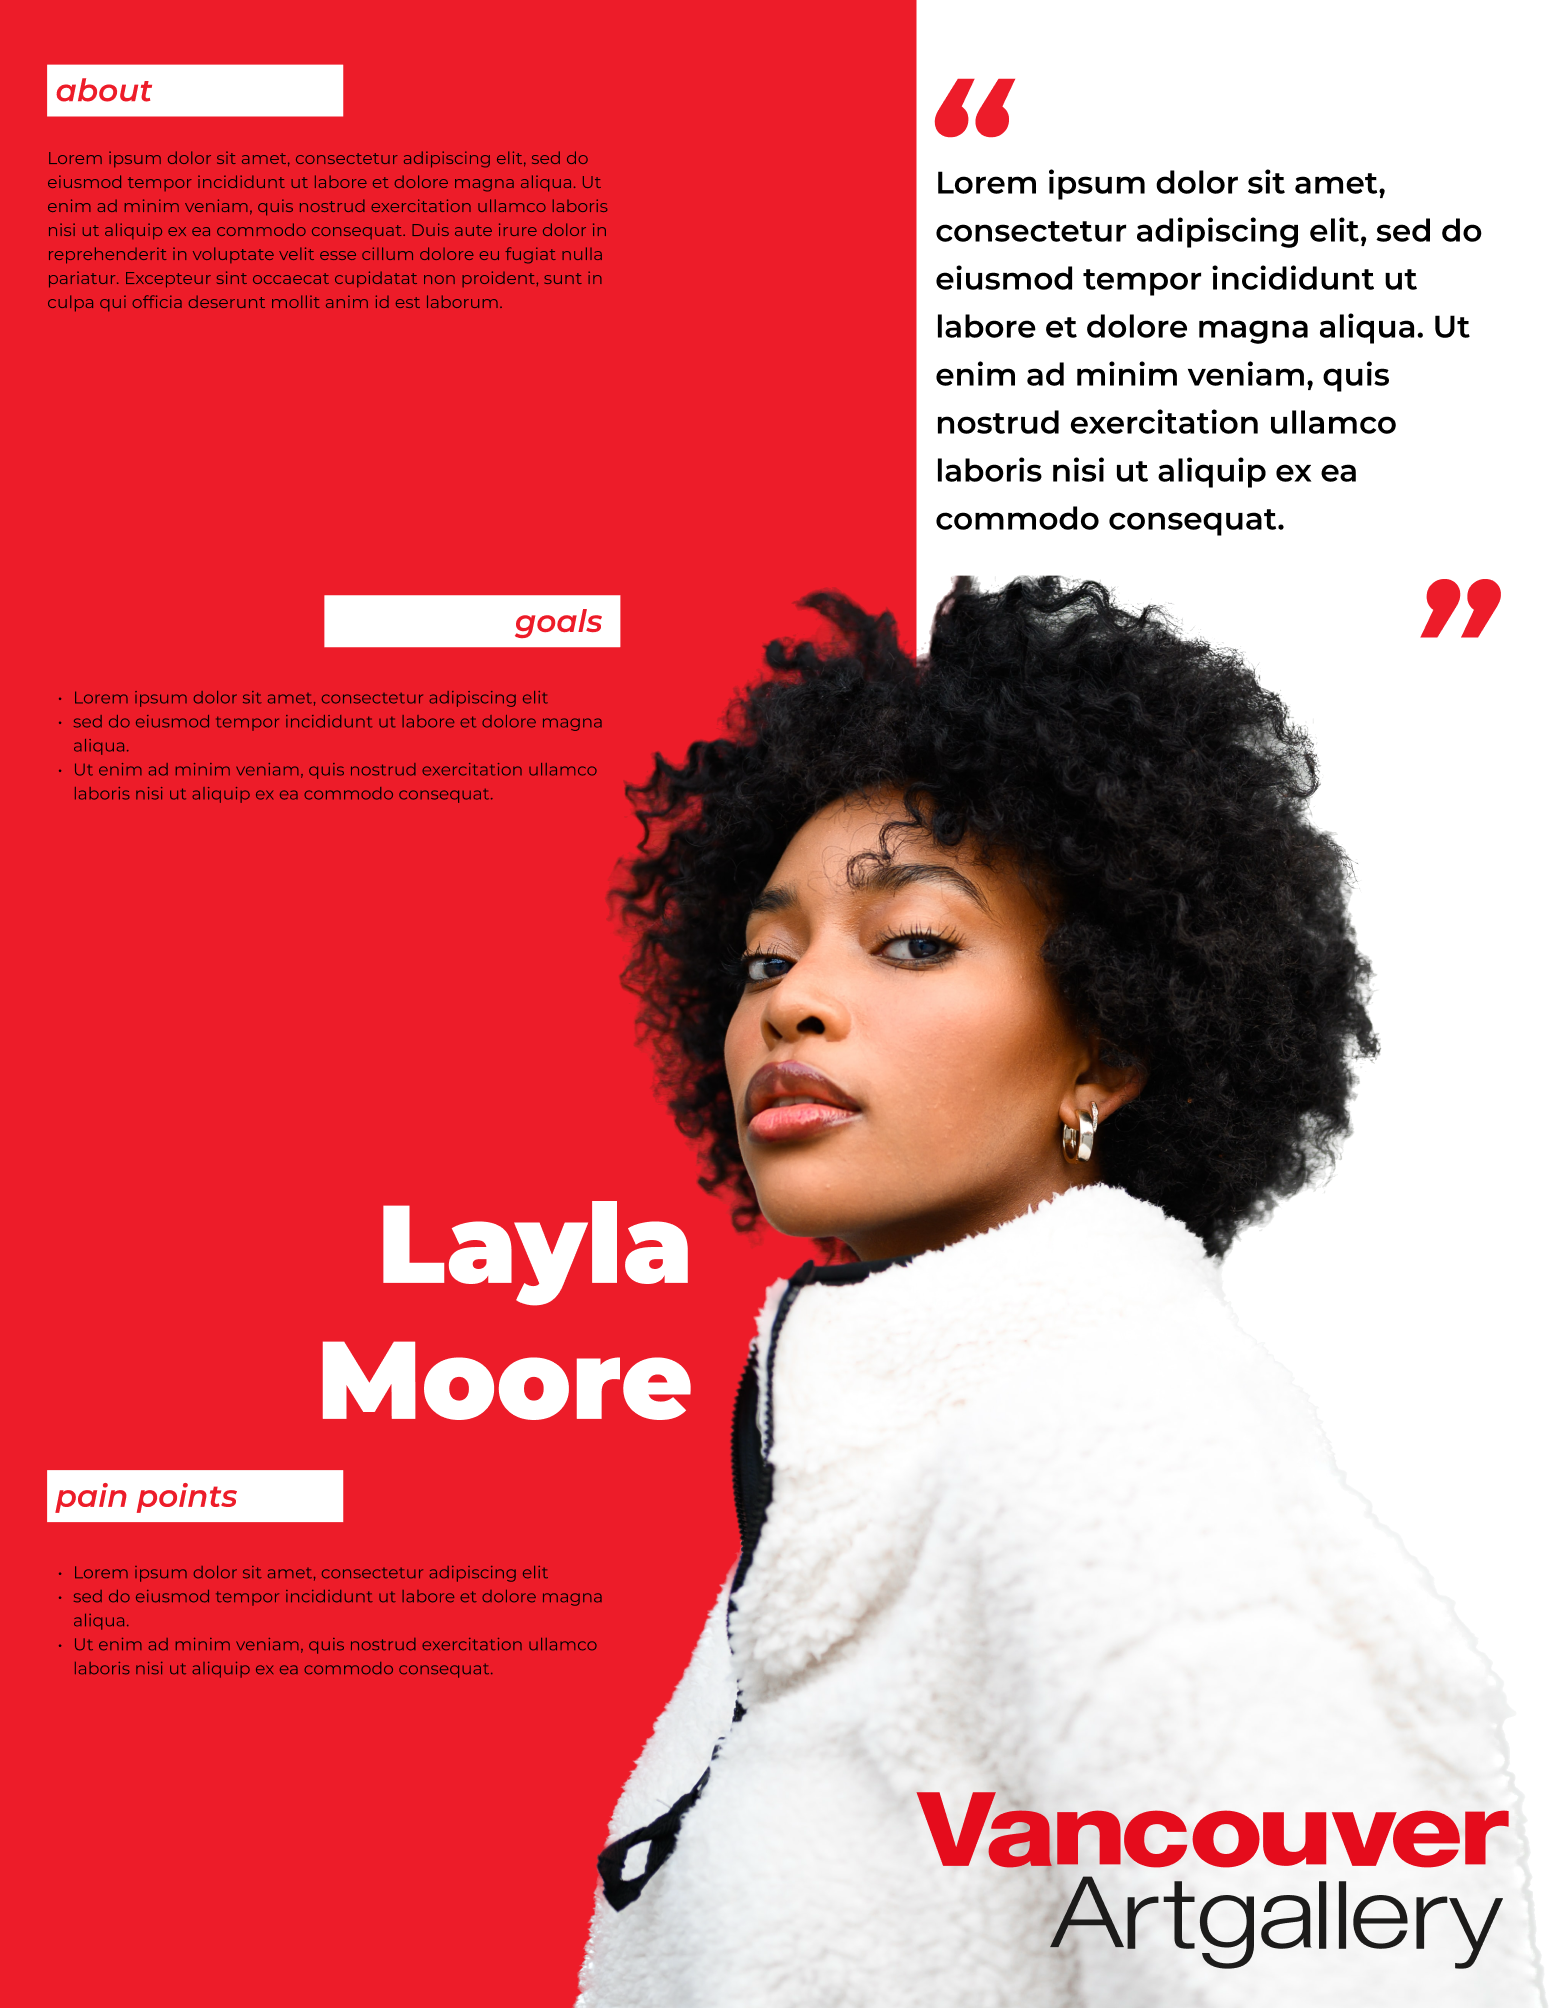 about
Lorem ipsum dolor sit amet, consectetur adipiscing elit, sed do
eiusmod tempor incididunt ut labore et dolore magna aliqua. Ut
enim ad minim veniam, quis nostrud exercitation ullamco laboris
nisi ut aliquip ex ea commodo consequat. Duis aute irure dolor in
reprehenderit in voluptate velit esse cillum dolore eu fugiat nulla
pariatur. Excepteur sint occaecat cupidatat non proident, sunt in
culpa qui officia deserunt mollit anim id est laborum.
“
Lorem ipsum dolor sit amet,
consectetur adipiscing elit, sed do
eiusmod tempor incididunt ut
labore et dolore magna aliqua. Ut
enim ad minim veniam, quis
nostrud exercitation ullamco
laboris nisi ut aliquip ex ea
commodo consequat.
”
goals
• Lorem ipsum dolor sit amet, consectetur adipiscing elit
• sed do eiusmod tempor incididunt ut labore et dolore magna
aliqua.
• Ut enim ad minim veniam, quis nostrud exercitation ullamco
laboris nisi ut aliquip ex ea commodo consequat.
Layla
Moore
pain points
• Lorem ipsum dolor sit amet, consectetur adipiscing elit
• sed do eiusmod tempor incididunt ut labore et dolore magna
aliqua.
• Ut enim ad minim veniam, quis nostrud exercitation ullamco
laboris nisi ut aliquip ex ea commodo consequat.
Vancouver
Artgallery